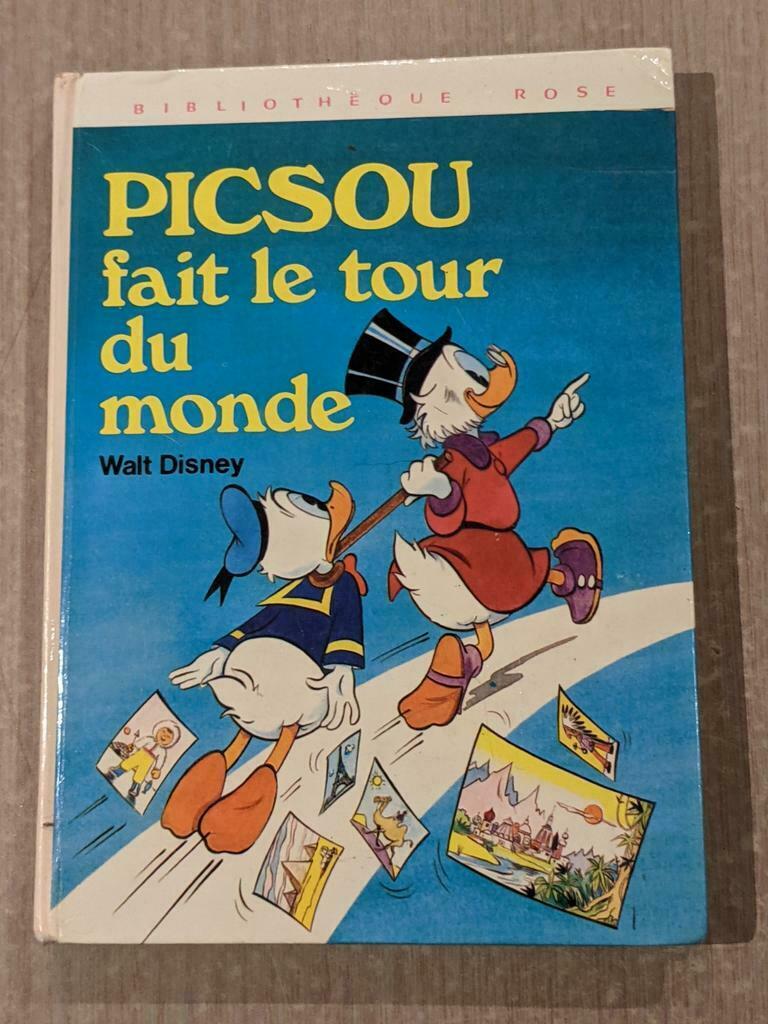 BIBLIOTHÈQUE ROSE
PICSOU
fait le tour
du
monde
Walt Disney